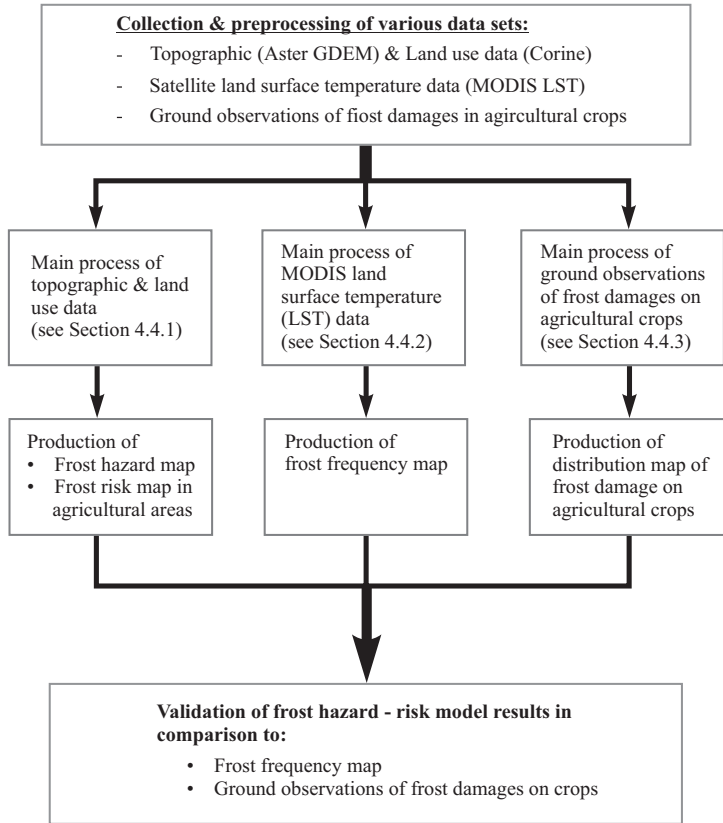 Collection & preprocessing of various data sets:
- Topographic (Aster GDEM) & Land use data (Corine)
- Satellite land surface temperature data (MODIS LST)
- Ground observations of fiost damages in agircultural crops
Main process of
topographic & land
use data
(see Section 4.4.1)
Main process of
MODIS land
surface temperature
(LST) data
(see Section 4.4.2)
Main process of
ground observations
of frost damages on
agricultural crops
(see Section 4.4.3)
Production of
• Frost hazard map
• Frost risk map in
agricultural areas
Production of
frost frequency map
Production of
distribution map of
frost damage on
agricultural crops
Validation of frost hazard - risk model results in
comparison to:
• Frost frequency map
• Ground observations of frost damages on crops